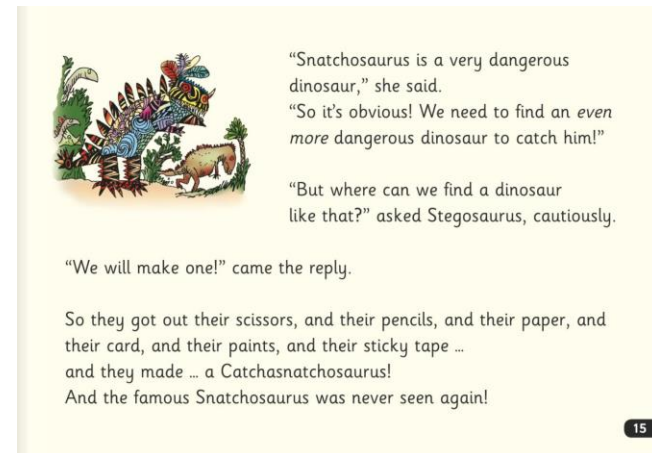 “Snatchosaurus is a very dangerous
dinosaur,” she said.
“So it’s obvious! We need to find an even
more dangerous dinosaur to catch him!”
“But where can we find a dinosaur
like that?” asked Stegosaurus, cautiously.
“We will make one!” came the reply.
So they got out their scissors, and their pencils, and their paper, and
their card, and their paints, and their sticky tape ...
and they made ... a Catchasnatchosaurus!
And the famous Snatchosaurus was never seen again!
15